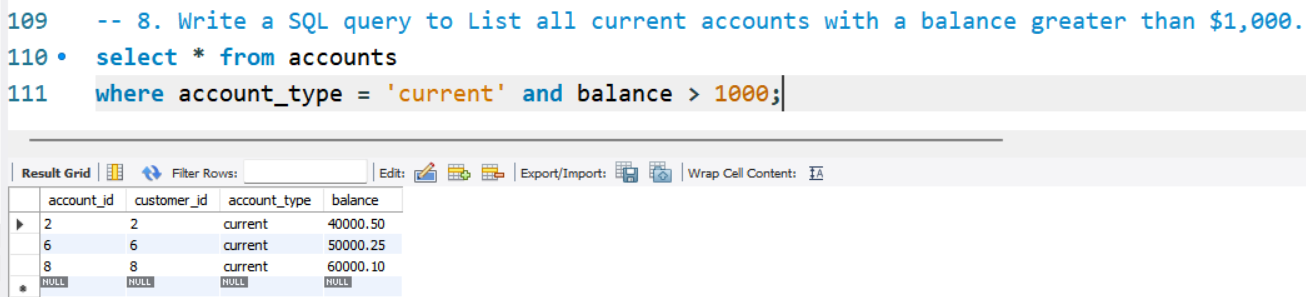 109 -- 8. Write a SQL query to List all current accounts with a balance greater than $1,000.
110 select * from accounts
111 where account_type = 'current' and balance > 1000;
Result Grid Filter Rows: Edit: Export/Import: Wrap Cell Content: IA
account_id customer_id account_type balance
2 2 current 40000.50
6 6 current 50000.25
8 8 current 60000.10
NULL NULL NULL NULL